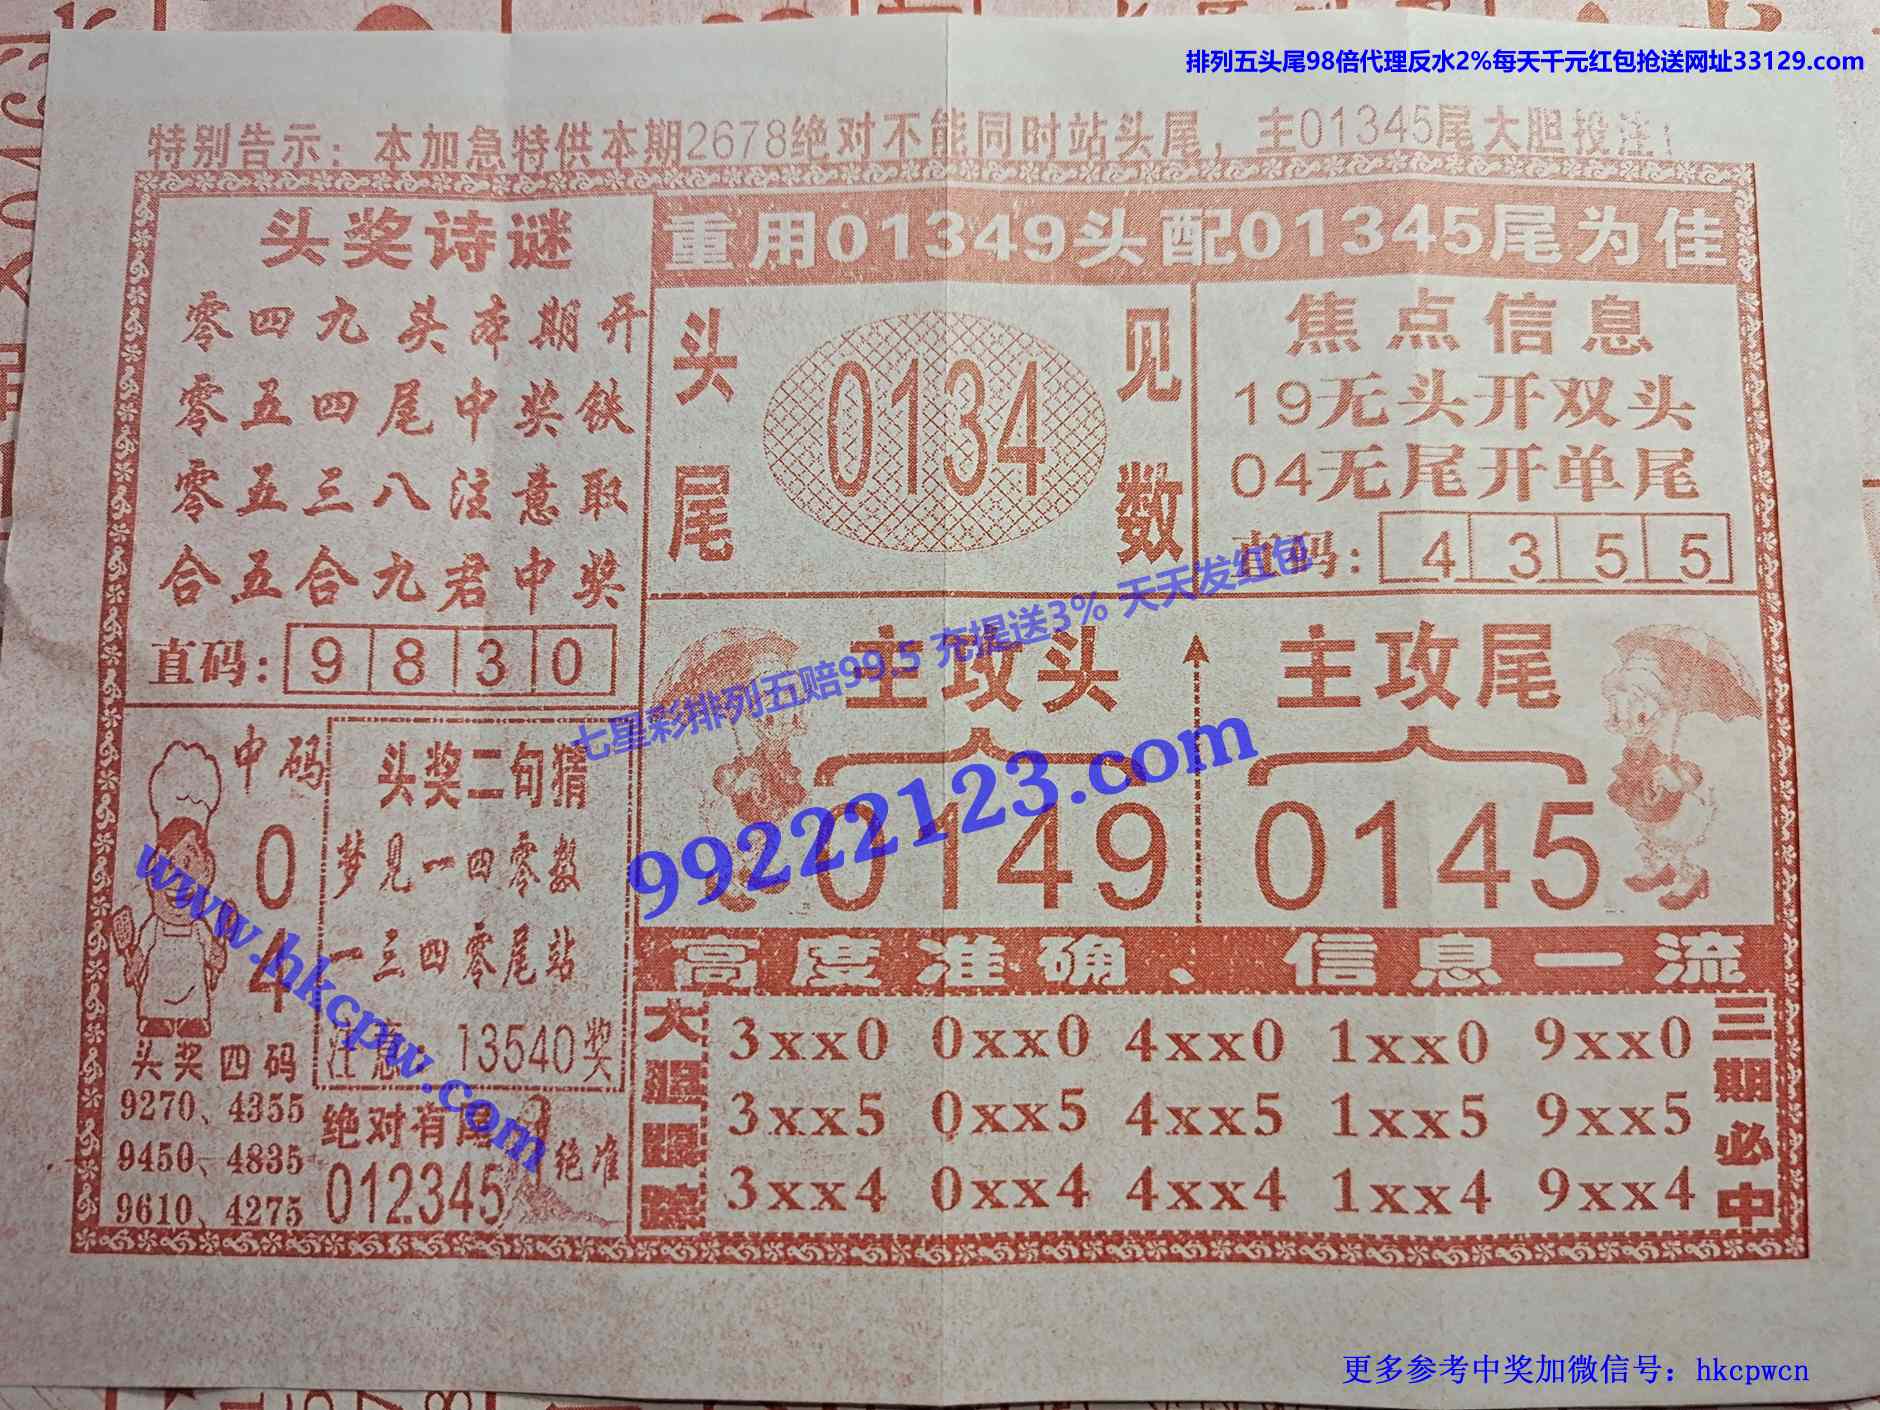 排列五头尾98倍代理反水2%每天千元红包抢送网址33129.com
特别告示：本加急特供本期2678绝对不能同时站头尾，主01345尾大胆投注！
头奖诗谜
零四九头本期开
零五四尾中奖铁
零五三八注意取
合五合九君中奖
直码：9830
重用01349头配01345尾为佳
头尾
0134
见数
焦点信息
19无头开双头
04无尾开单尾
直码：4355
七星彩排列五赔99.5 充提送3% 天天发红包
99222123.com
主攻头
0149
主攻尾
0145
中码
0
4
头奖二句猜
梦见一四零数
一三四零尾站
注意：13540奖
www.hkcpw.com
头奖四码
9270、4355
9450、4835
9610、4275
绝对有尾
012345
绝准
高度准确、信息一流
大胆跟踪
3xx0 0xx0 4xx0 1xx0 9xx0
3xx5 0xx5 4xx5 1xx5 9xx5
3xx4 0xx4 4xx4 1xx4 9xx4
三期必中
更多参考中奖加微信号：hkcpwcn